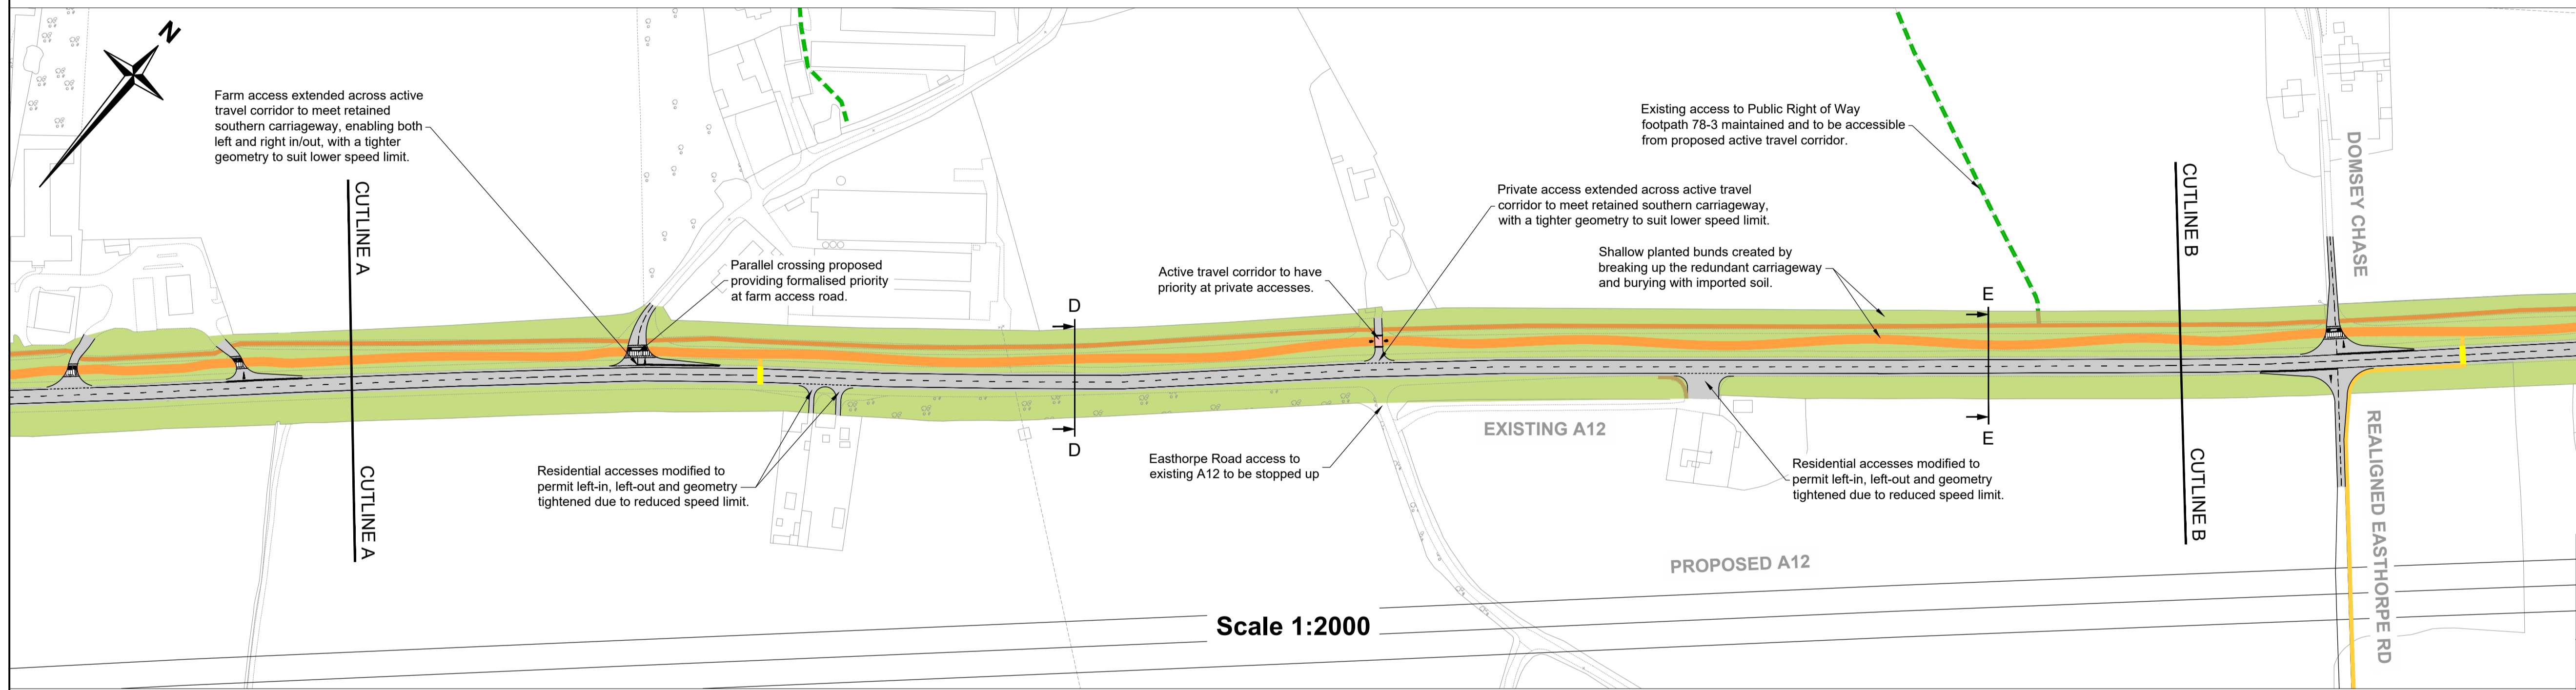 N
Farm access extended across active
travel corridor to meet retained
southern carriageway, enabling both
left and right in/out, with a tighter
geometry to suit lower speed limit.
CUTLINE A
CUTLINE A
Parallel crossing proposed
providing formalised priority
at farm access road.
Residential accesses modified to
permit left-in, left-out and geometry
tightened due to reduced speed limit.
D
D
Active travel corridor to have
priority at private accesses.
Easthorpe Road access to
existing A12 to be stopped up
Private access extended across active travel
corridor to meet retained southern carriageway,
with a tighter geometry to suit lower speed limit.
Existing access to Public Right of Way
footpath 78-3 maintained and to be accessible
from proposed active travel corridor.
Shallow planted bunds created by
breaking up the redundant carriageway
and burying with imported soil.
EXISTING A12
E
E
Residential accesses modified to
permit left-in, left-out and geometry
tightened due to reduced speed limit.
PROPOSED A12
Scale 1:2000
CUTLINE B
CUTLINE B
DOMSEY CHASE
REALIGNED EASTHORPE RD